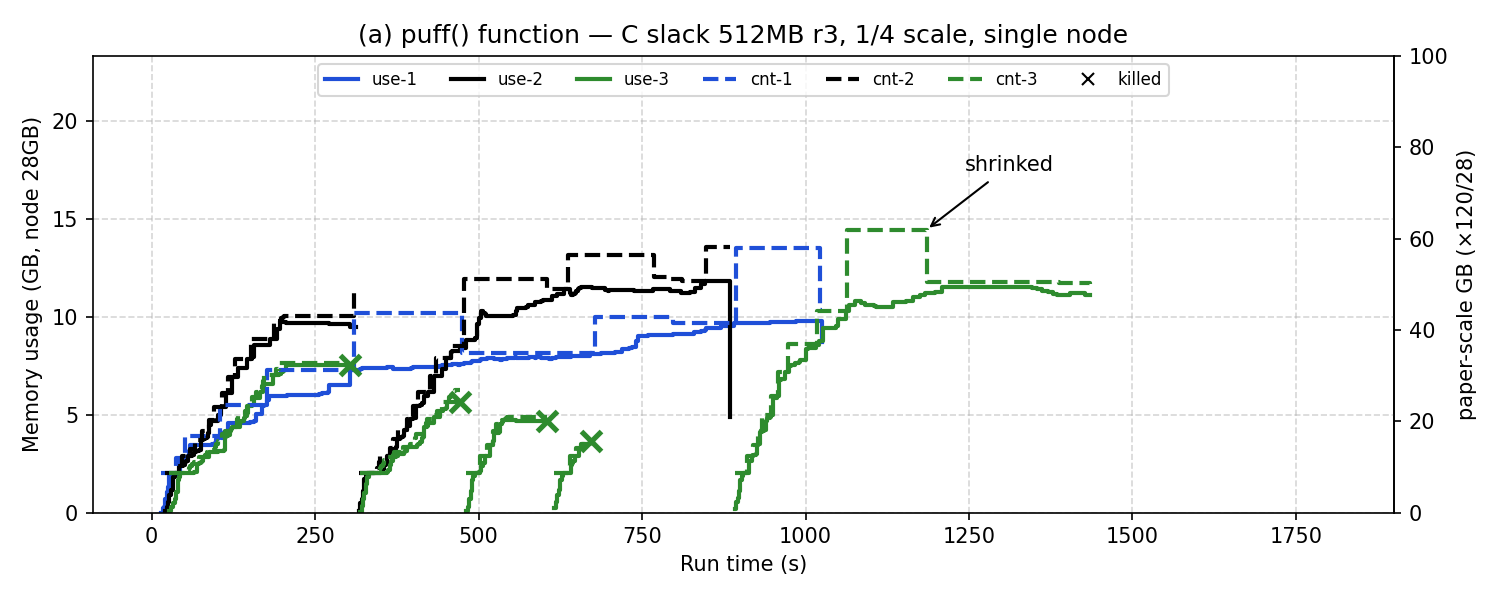 (a) puff() function — C slack 512MB r3, 1/4 scale, single node
use-1 use-2 use-3 cnt-1 cnt-2 cnt-3 killed
Memory usage (GB, node 28GB)
20
15
10
5
0
shrinked
100
80
60
40
20
0
paper-scale GB (×120/28)
0 250 500 750 1000 1250 1500 1750
Run time (s)